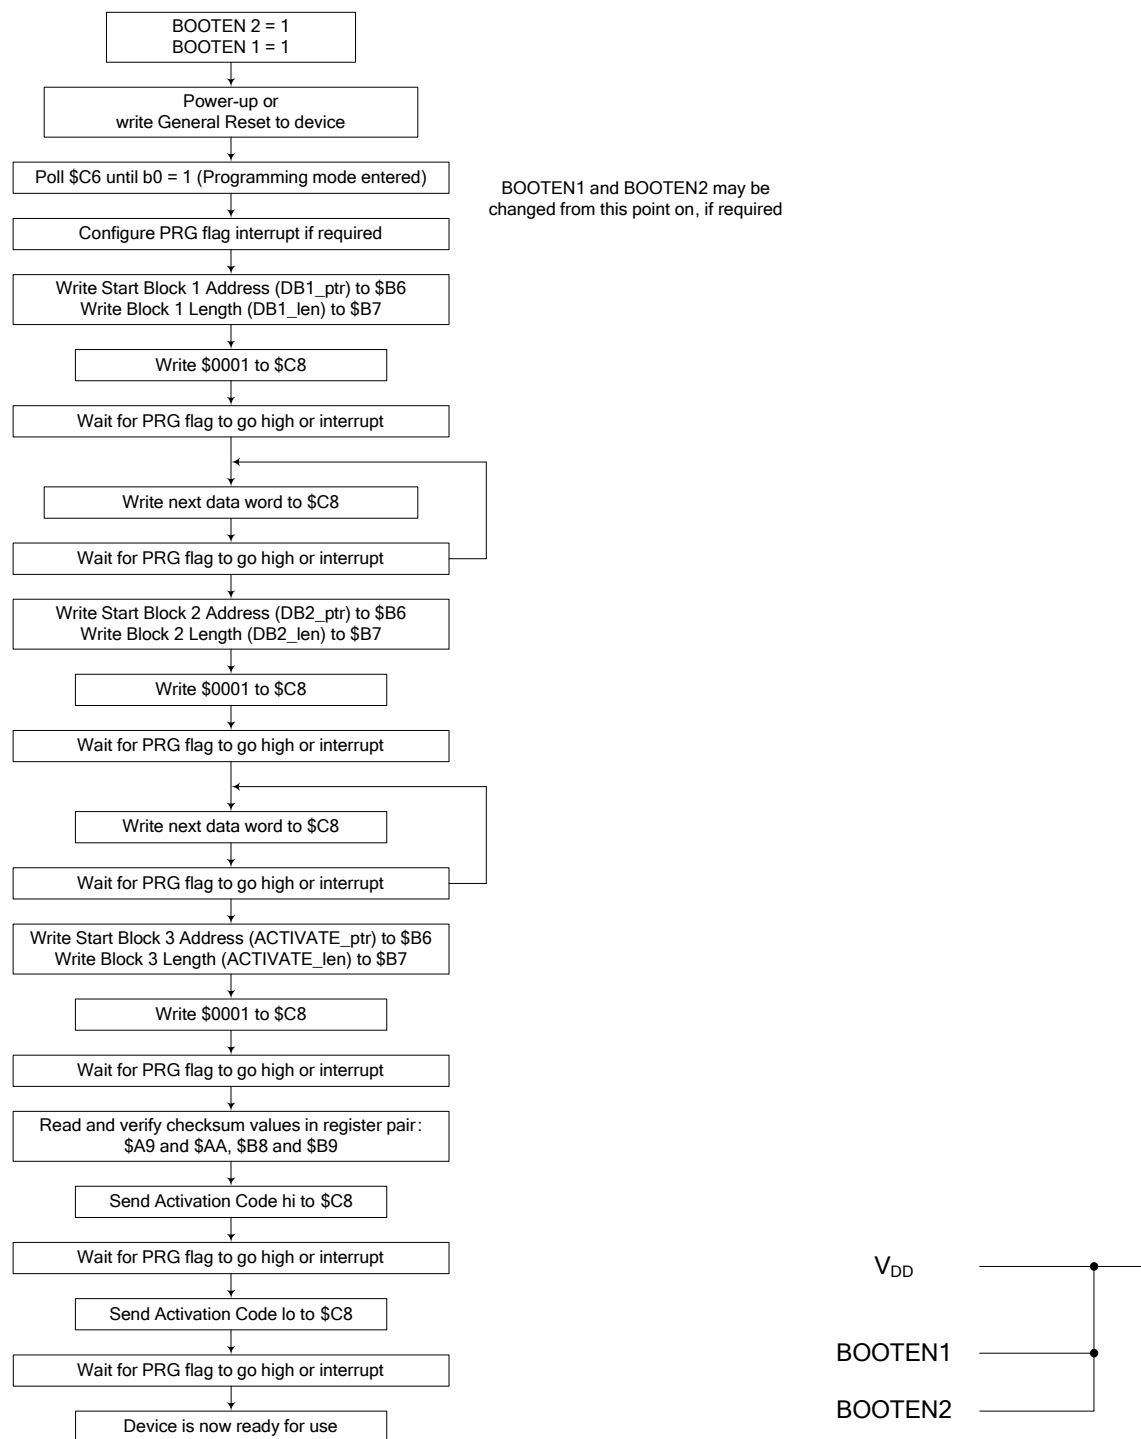 BOOTEN 2 = 1
BOOTEN 1 = 1
Power-up or
write General Reset to device
Poll $C6 until b0 = 1 (Programming mode entered)
BOOTEN1 and BOOTEN2 may be
changed from this point on, if required
Configure PRG flag interrupt if required
Write Start Block 1 Address (DB1_ptr) to $B6
Write Block 1 Length (DB1_len) to $B7
Write $0001 to $C8
Wait for PRG flag to go high or interrupt
Write next data word to $C8
Wait for PRG flag to go high or interrupt
Write Start Block 2 Address (DB2_ptr) to $B6
Write Block 2 Length (DB2_len) to $B7
Write $0001 to $C8
Wait for PRG flag to go high or interrupt
Write next data word to $C8
Wait for PRG flag to go high or interrupt
Write Start Block 3 Address (ACTIVATE_ptr) to $B6
Write Block 3 Length (ACTIVATE_len) to $B7
Write $0001 to $C8
Wait for PRG flag to go high or interrupt
Read and verify checksum values in register pair:
$A9 and $AA, $B8 and $B9
Send Activation Code hi to $C8
Wait for PRG flag to go high or interrupt
Send Activation Code lo to $C8
Wait for PRG flag to go high or interrupt
Device is now ready for use
VDD
BOOTEN1
BOOTEN2